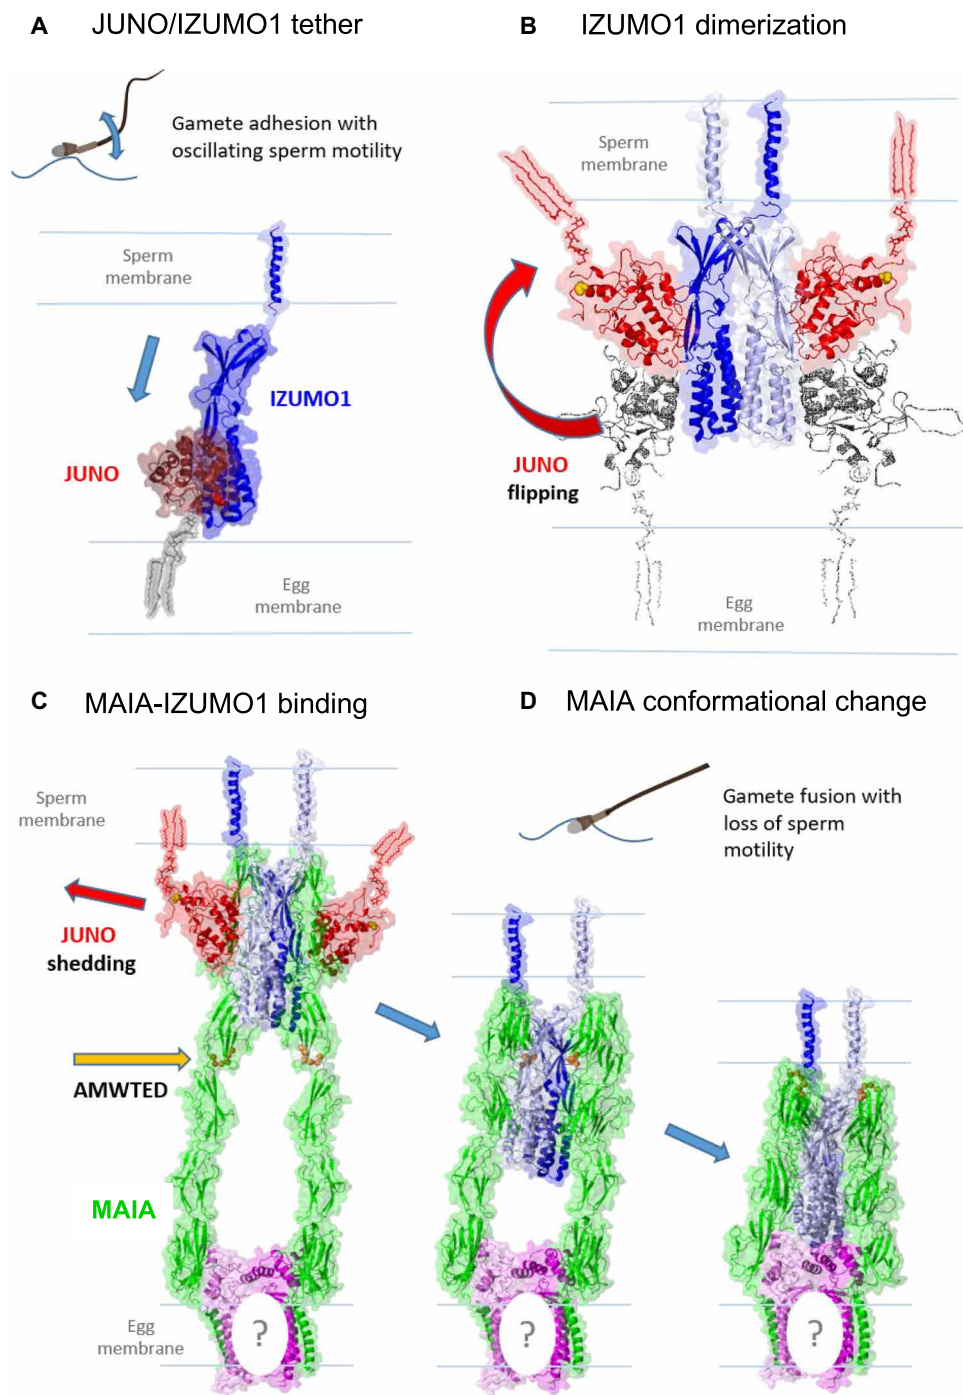 A JUNO/IZUMO1 tether
Gamete adhesion with
oscillating sperm motility
Sperm
membrane
IZUMO1
JUNO
Egg
membrane
B IZUMO1 dimerization
Sperm
membrane
JUNO
flipping
Egg
membrane
C MAIA-IZUMO1 binding
Sperm
membrane
JUNO
shedding
AMWTED
MAIA
Egg
membrane
?
D MAIA conformational change
Gamete fusion with
loss of sperm
motility
?
?